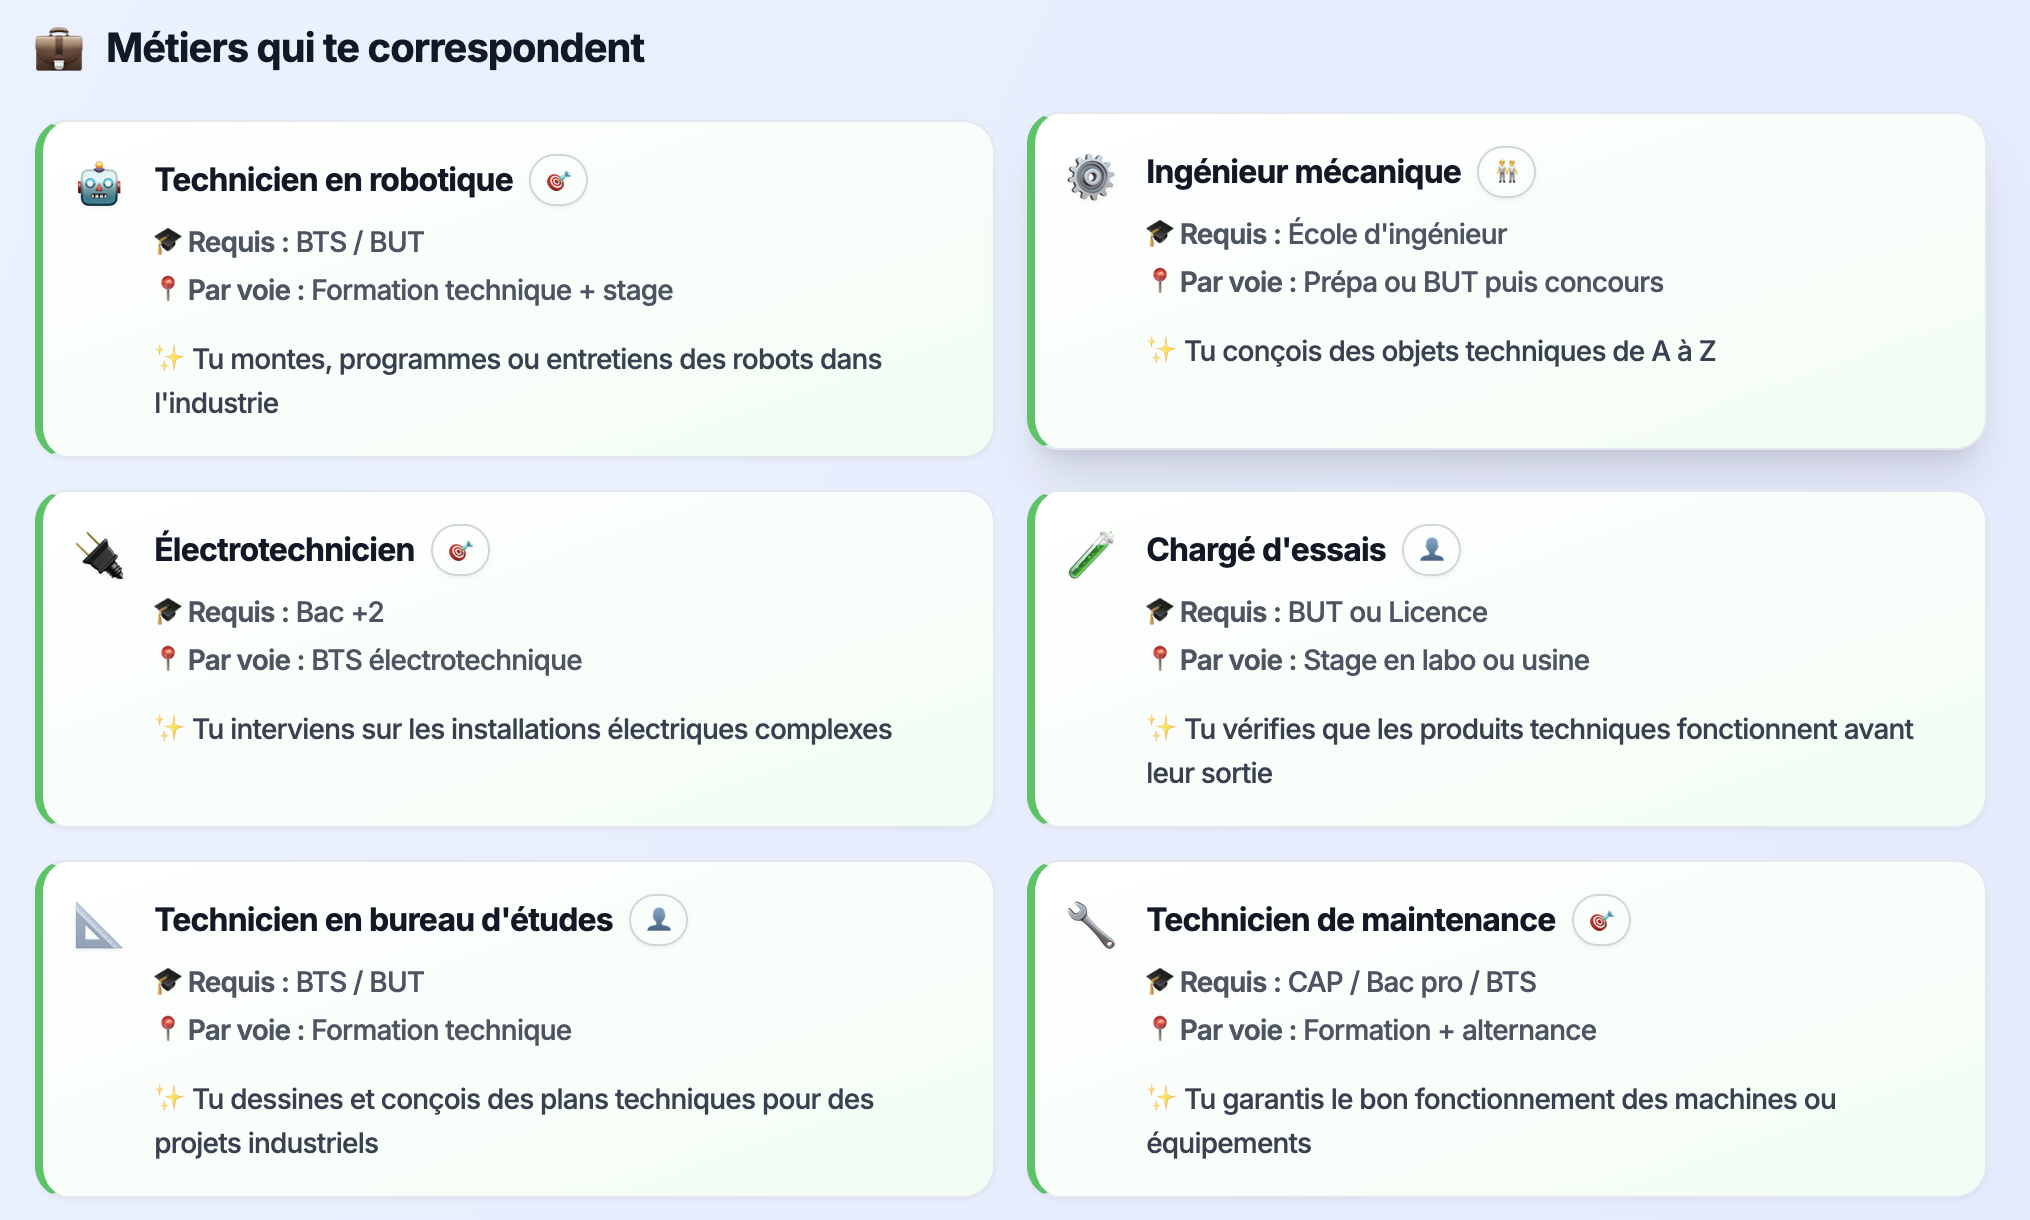 Métiers qui te correspondent
Technicien en robotique
Requis : BTS / BUT
Par voie : Formation technique + stage
Tu montes, programmes ou entretiens des robots dans
l'industrie
Ingénieur mécanique
Requis : École d'ingénieur
Par voie : Prépa ou BUT puis concours
Tu conçois des objets techniques de A à Z
Électrotechnicien
Requis : Bac +2
Par voie : BTS électrotechnique
Tu interviens sur les installations électriques complexes
Chargé d'essais
Requis : BUT ou Licence
Par voie : Stage en labo ou usine
Tu vérifies que les produits techniques fonctionnent avant
leur sortie
Technicien en bureau d'études
Requis : BTS / BUT
Par voie : Formation technique
Tu dessines et conçois des plans techniques pour des
projets industriels
Technicien de maintenance
Requis : CAP / Bac pro / BTS
Par voie : Formation + alternance
Tu garantis le bon fonctionnement des machines ou
équipements